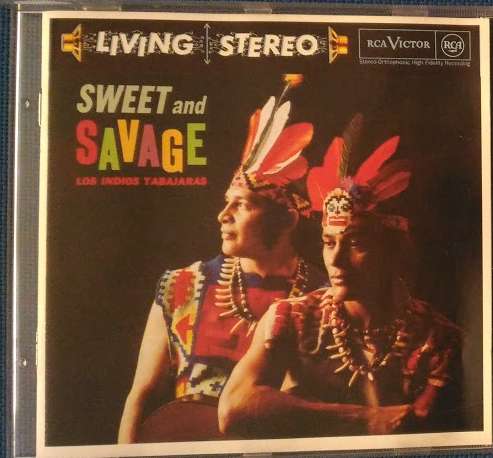 LIVING STEREO
RCA VICTOR
RCA
Stereo-Orthophonic High Fidelity Recording
SWEET and
SAVAGE
LOS INDIOS TABAJARAS